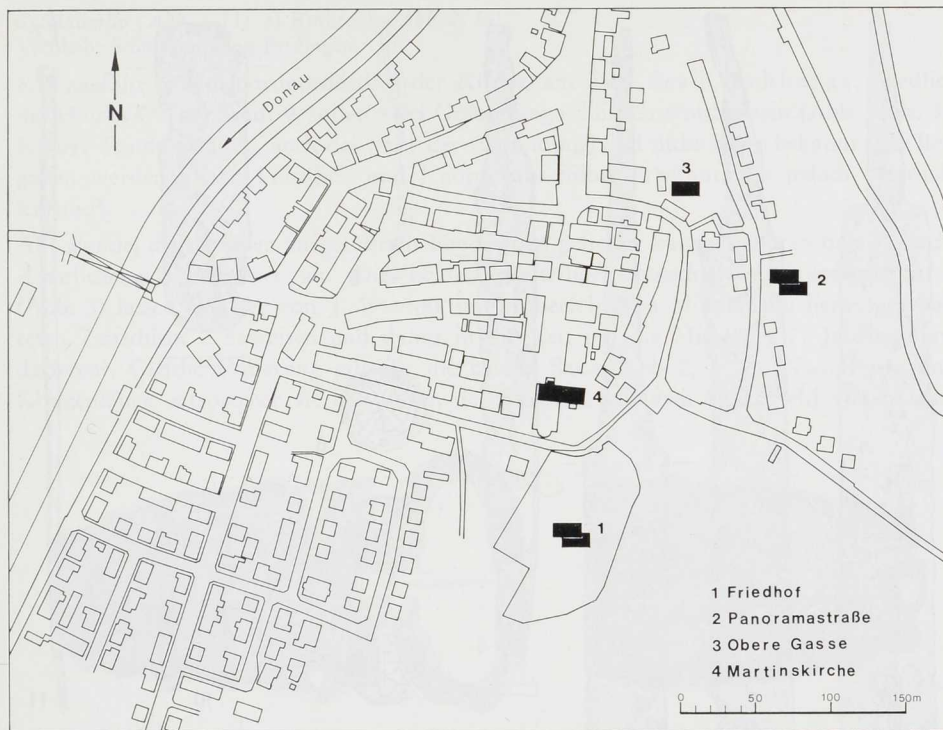 N
Donau
3
2
4
1
1 Friedhof
2 Panoramastraße
3 Obere Gasse
4 Martinskirche
0 50 100 150m